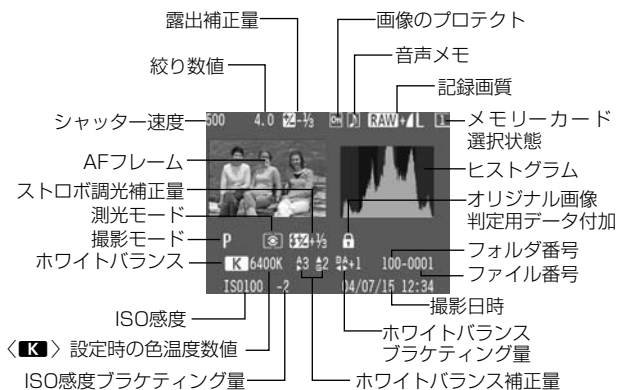 露出補正量
画像のプロテクト
絞り数値
音声メモ
記録画質
シャッター速度
500 4.0 -1/3 RAW+ L 1
メモリーカード
選択状態
AFフレーム
ヒストグラム
ストロボ調光補正量
オリジナル画像
判定用データ付加
測光モード
撮影モード
P +1/3
フォルダ番号
ホワイトバランス
K 6400K A3 2 +1 100-0001
ファイル番号
ISO100 -2 04/07/15 12:34
撮影日時
ISO感度
ホワイトバランス
ブラケティング量
〈K〉設定時の色温度数値
ISO感度ブラケティング量
ホワイトバランス補正量